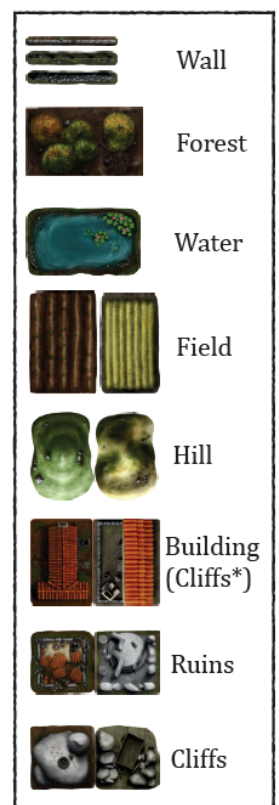 Wall
Forest
Water
Field
Hill
Building
(Cliffs*)
Ruins
Cliffs